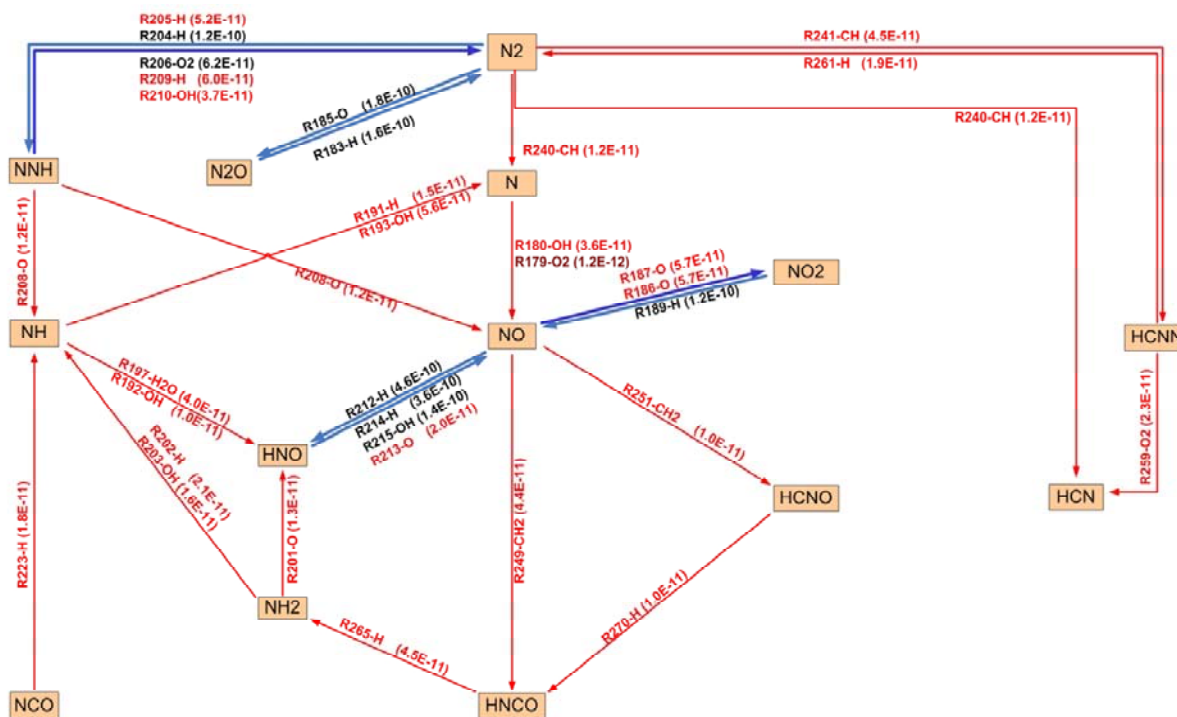 R205-H (5.2E-11)
R204-H (1.2E-10)
R206-O2 (6.2E-11)
R209-H (6.0E-11)
R210-OH(3.7E-11)
N2
R241-CH (4.5E-11)
R261-H (1.9E-11)
R185-O (1.8E-10)
R183-H (1.6E-10)
R240-CH (1.2E-11)
R240-CH (1.2E-11)
NNH
N2O
N
R191-H (1.5E-11)
R193-OH (5.6E-11)
R208-O (1.2E-11)
R208-O (1.2E-11)
R180-OH (3.6E-11)
R179-O2 (1.2E-12)
R187-O (5.7E-11)
R186-O (5.7E-11)
R189-H (1.2E-10)
NO2
NH
NO
HCNN
R197-H2O (4.0E-11)
R192-OH (1.0E-11)
R212-H (4.6E-10)
R214-H (3.6E-10)
R215-OH (1.4E-10)
R213-O (2.0E-11)
R251-CH2 (1.0E-11)
R259-O2 (2.3E-11)
HNO
R202-H (2.1E-11)
R203-OH (1.6E-11)
R201-O (1.3E-11)
R249-CH2 (4.4E-11)
HCNO
HCN
R223-H (1.8E-11)
NH2
R265-H (4.5E-11)
R270-H (1.0E-11)
NCO
HNCO